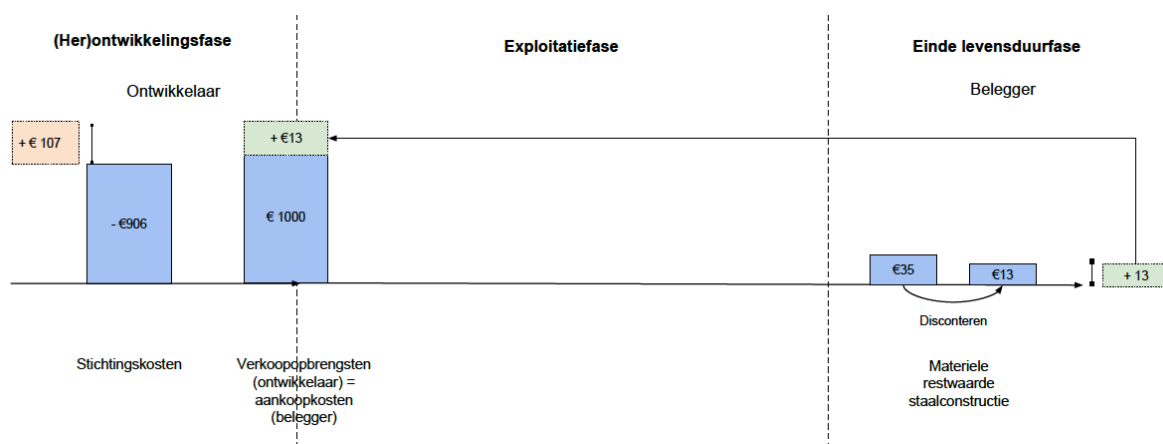 (Her)ontwikkelingsfase
Exploitatiefase
Einde levensduurfase
Ontwikkelaar
Belegger
+ € 107
+ €13
- €906
€ 1000
€35
€13
+ 13
Disconteren
Stichtingskosten
Verkoopopbrengsten
(ontwikkelaar) =
aankoopkosten
(belegger)
Materiele
restwaarde
staalconstructie